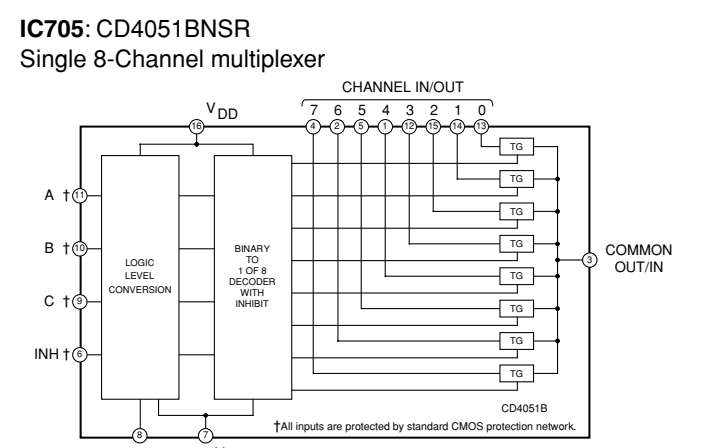 IC705: CD4051BNSR
Single 8-Channel multiplexer
CHANNEL IN/OUT
VDD
7 6 5 4 3 2 1 0
16 4 2 5 1 12 15 14 13
TG
TG
A † 11
TG
B † 10
LOGIC
LEVEL
CONVERSION
BINARY
TO
1 OF 8
DECODER
WITH
INHIBIT
TG
COMMON
OUT/IN
3
TG
C † 9
TG
INH † 6
TG
TG
CD4051B
†All inputs are protected by standard CMOS protection network.
8 7